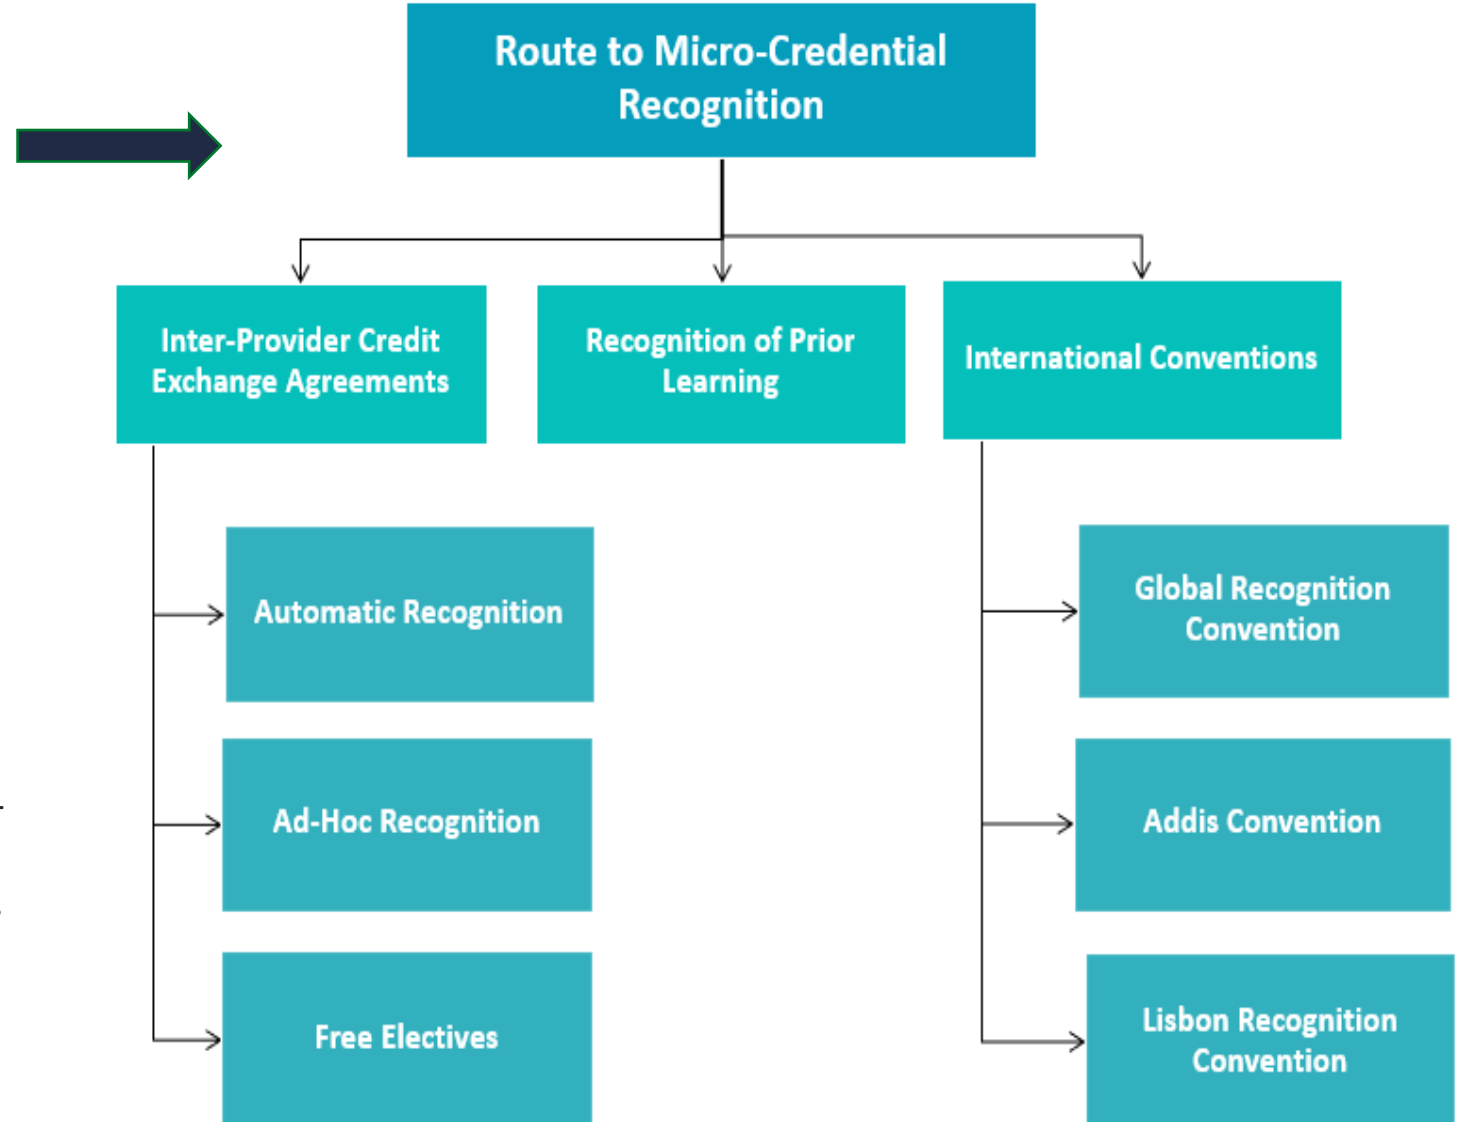 Route to Micro-Credential
Recognition
Inter-Provider Credit
Exchange Agreements
Recognition of Prior
Learning
International Conventions
Automatic Recognition
Global Recognition
Convention
Ad-Hoc Recognition
Addis Convention
Free Electives
Lisbon Recognition
Convention